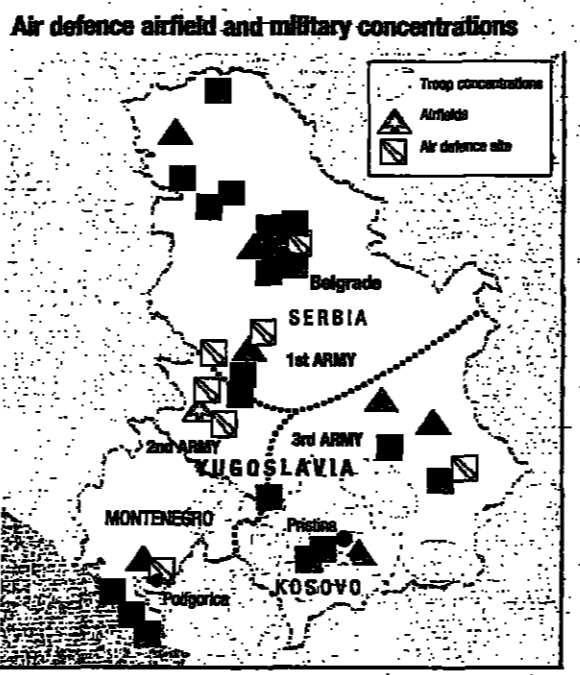 Air defence airfield and military concentrations
Troop concentrations
Airfields
Air defence site
Belgrade
SERBIA
1st ARMY
2nd ARMY
3rd ARMY
YUGOSLAVIA
MONTENEGRO
Pristina
KOSOVO
Podgorica